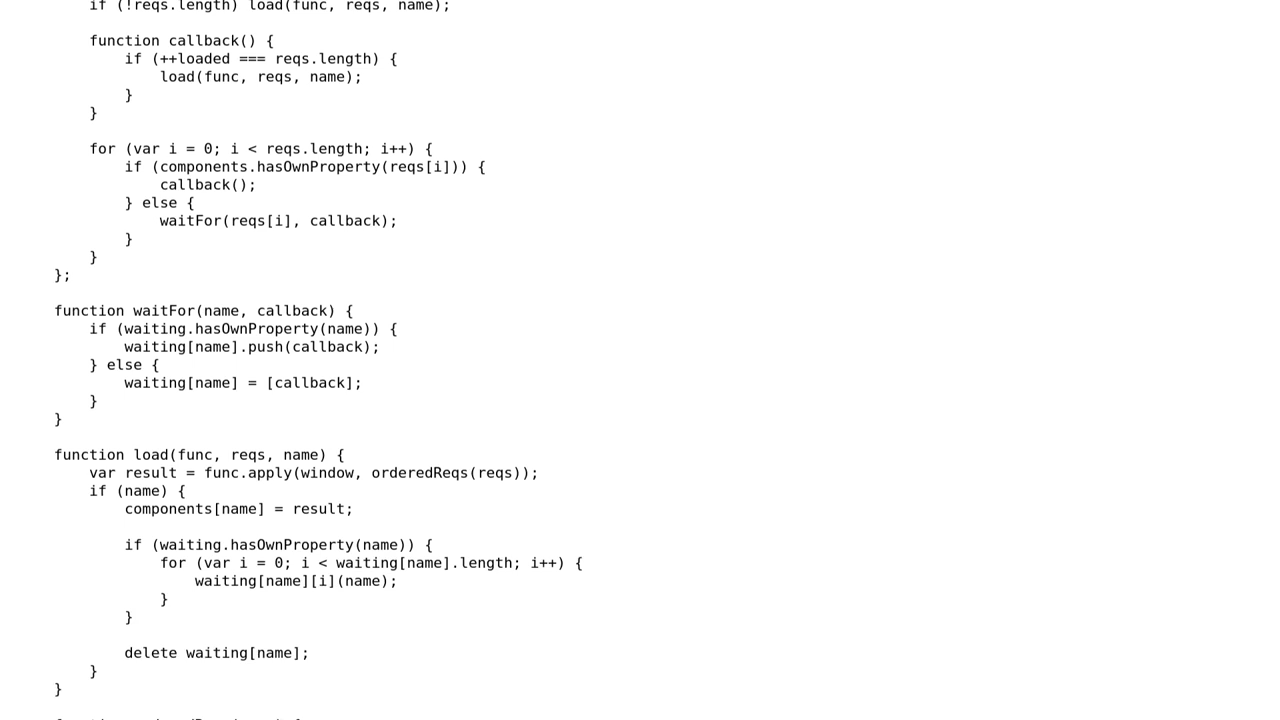 if (!reqs.length) load(func, reqs, name);

    function callback() {
        if (++loaded === reqs.length) {
            load(func, reqs, name);
        }
    }

    for (var i = 0; i < reqs.length; i++) {
        if (components.hasOwnProperty(reqs[i])) {
            callback();
        } else {
            waitFor(reqs[i], callback);
        }
    }
};

function waitFor(name, callback) {
    if (waiting.hasOwnProperty(name)) {
        waiting[name].push(callback);
    } else {
        waiting[name] = [callback];
    }
}

function load(func, reqs, name) {
    var result = func.apply(window, orderedReqs(reqs));
    if (name) {
        components[name] = result;

        if (waiting.hasOwnProperty(name)) {
            for (var i = 0; i < waiting[name].length; i++) {
                waiting[name][i](name);
            }
        }

        delete waiting[name];
    }
}